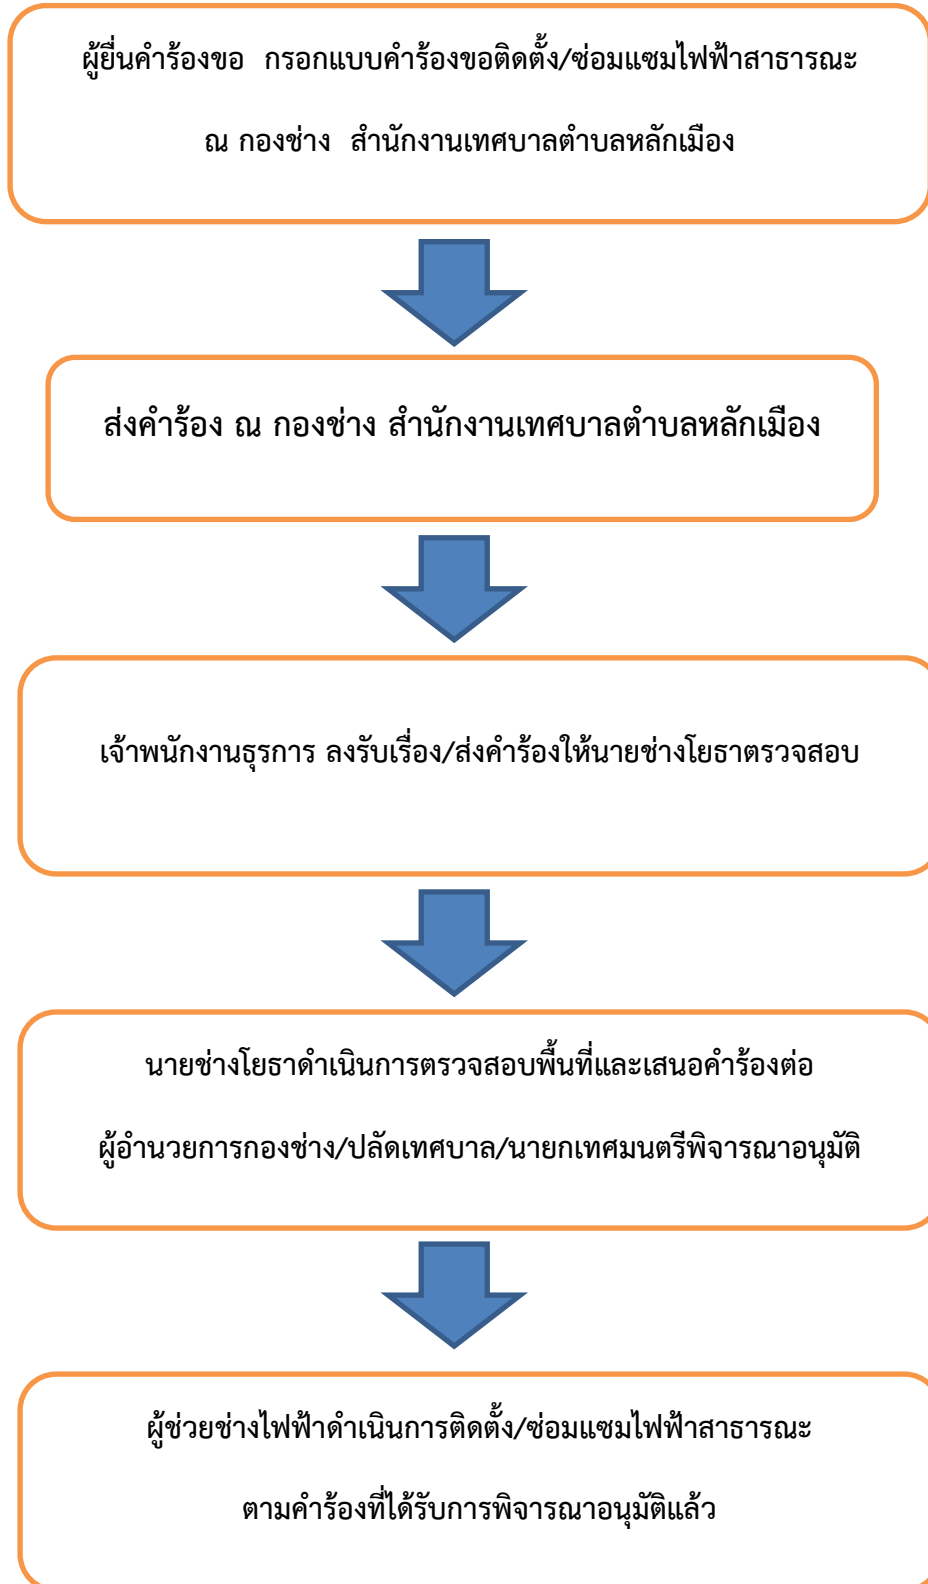 ผู้ยื่นคำร้องขอ กรอกแบบคำร้องขอติดตั้ง/ซ่อมแซมไฟฟ้าสาธารณะ
ณ กองช่าง สำนักงานเทศบาลตำบลหลักเมือง
ส่งคำร้อง ณ กองช่าง สำนักงานเทศบาลตำบลหลักเมือง
เจ้าพนักงานธุรการ ลงรับเรื่อง/ส่งคำร้องให้นายช่างโยธาตรวจสอบ
นายช่างโยธาดำเนินการตรวจสอบพื้นที่และเสนอคำร้องต่อ
ผู้อำนวยการกองช่าง/ปลัดเทศบาล/นายกเทศมนตรีพิจารณาอนุมัติ
ผู้ช่วยช่างไฟฟ้าดำเนินการติดตั้ง/ซ่อมแซมไฟฟ้าสาธารณะ
ตามคำร้องที่ได้รับการพิจารณาอนุมัติแล้ว